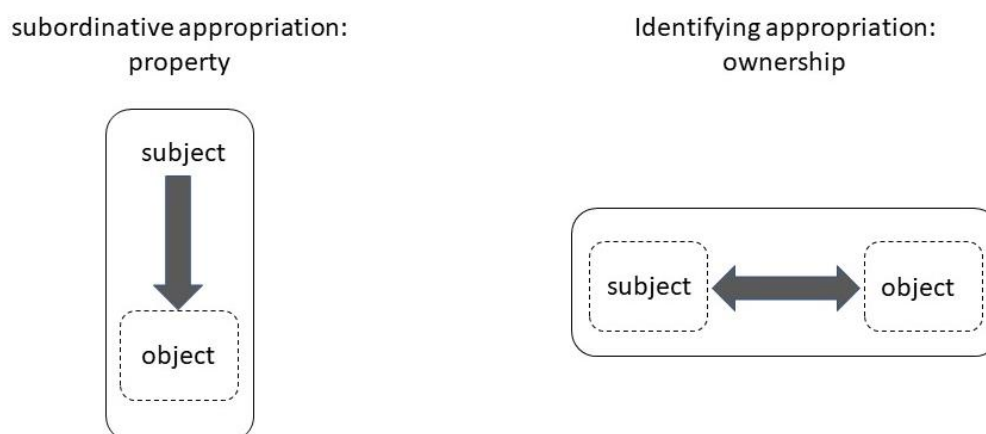 subordinative appropriation:
property
Identifying appropriation:
ownership
subject
object
subject
object